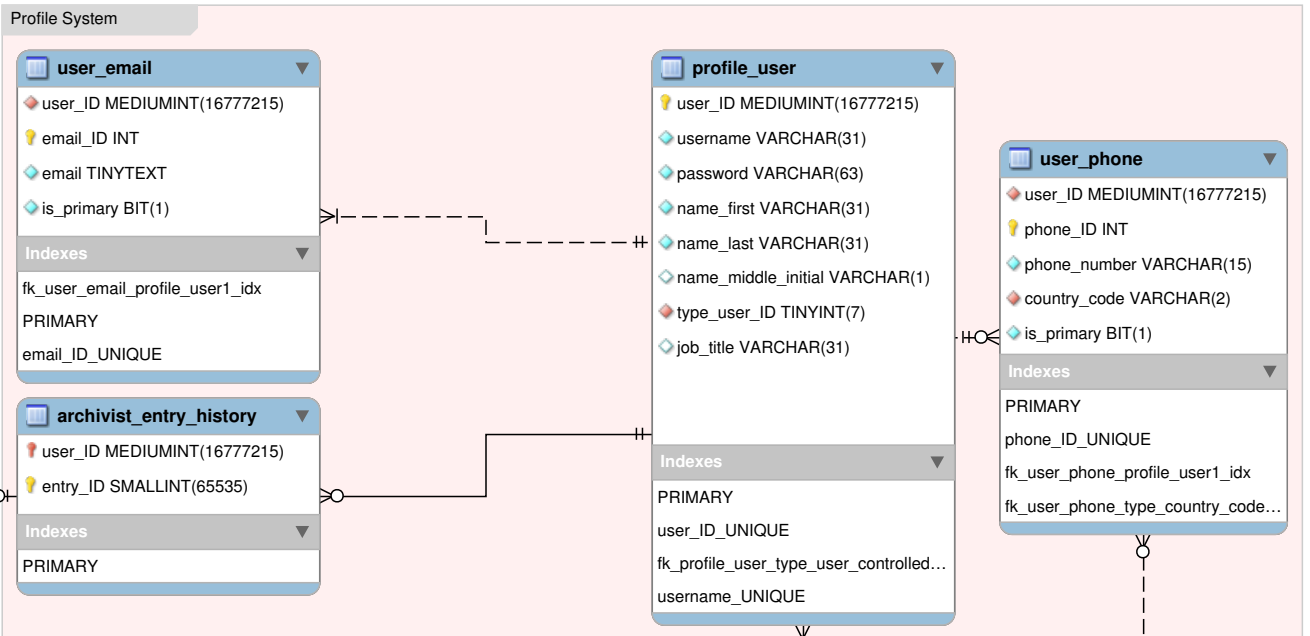 Profile System
user_email
user_ID MEDIUMINT(16777215)
email_ID INT
email TINYTEXT
is_primary BIT(1)
Indexes
fk_user_email_profile_user1_idx
PRIMARY
email_ID_UNIQUE
archivist_entry_history
user_ID MEDIUMINT(16777215)
entry_ID SMALLINT(65535)
Indexes
PRIMARY
profile_user
user_ID MEDIUMINT(16777215)
username VARCHAR(31)
password VARCHAR(63)
name_first VARCHAR(31)
name_last VARCHAR(31)
name_middle_initial VARCHAR(1)
type_user_ID TINYINT(7)
job_title VARCHAR(31)
Indexes
PRIMARY
user_ID_UNIQUE
fk_profile_user_type_user_controlled...
username_UNIQUE
user_phone
user_ID MEDIUMINT(16777215)
phone_ID INT
phone_number VARCHAR(15)
country_code VARCHAR(2)
is_primary BIT(1)
Indexes
PRIMARY
phone_ID_UNIQUE
fk_user_phone_profile_user1_idx
fk_user_phone_type_country_code...